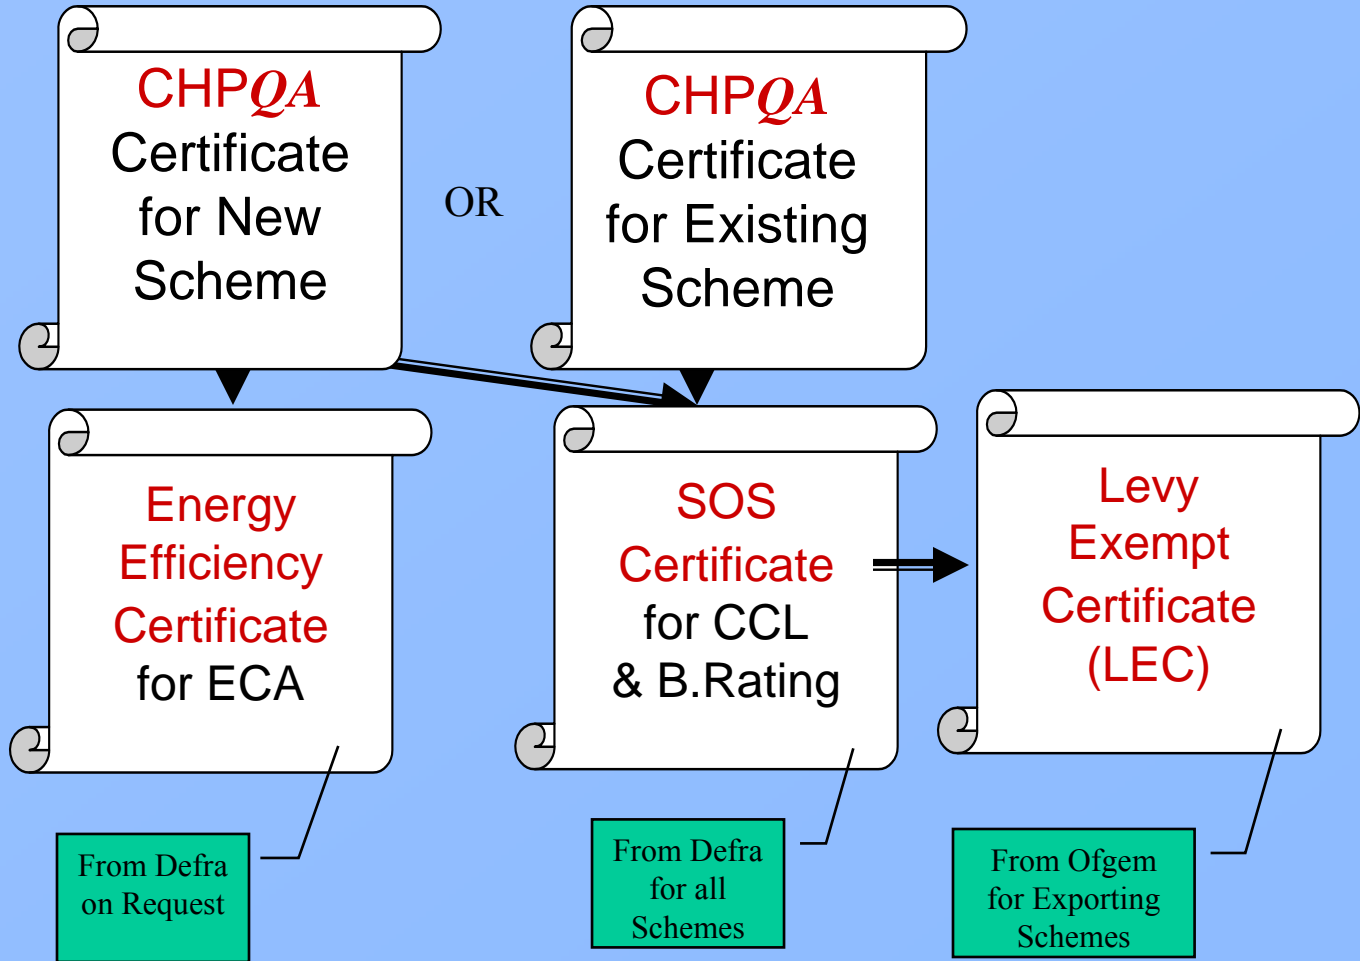 CHPQA
Certificate
for New
Scheme
OR
CHPQA
Certificate
for Existing
Scheme
Energy
Efficiency
Certificate
for ECA
SOS
Certificate
for CCL
& B.Rating
Levy
Exempt
Certificate
(LEC)
From Defra
on Request
From Defra
for all
Schemes
From Ofgem
for Exporting
Schemes